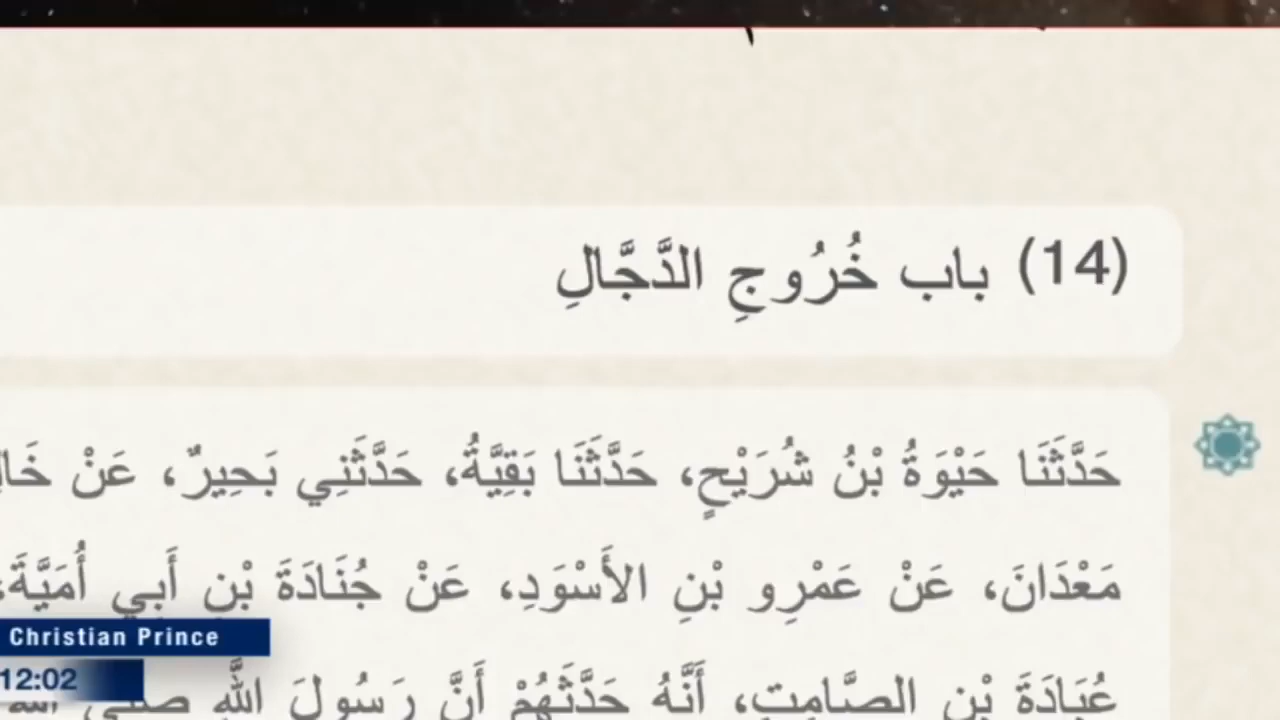 (14) باب خُرُوجِ الدَّجَّالِ
حَدَّثَنَا حَيْوَةُ بْنُ شُرَيْحٍ، حَدَّثَنَا بَقِيَّةُ، حَدَّثَنِي بَحِيرٌ، عَنْ
مَعْدَانَ، عَنْ عَمْرِو بْنِ الأَسْوَدِ، عَنْ جُنَادَةَ بْنِ أَبِي أُمَيَّةَ،
عُبَادَةَ بْنِ الصَّامِتِ، أَنَّهُ حَدَّثَهُمْ أَنَّ رَسُولَ اللَّهِ
Christian Prince
12:02